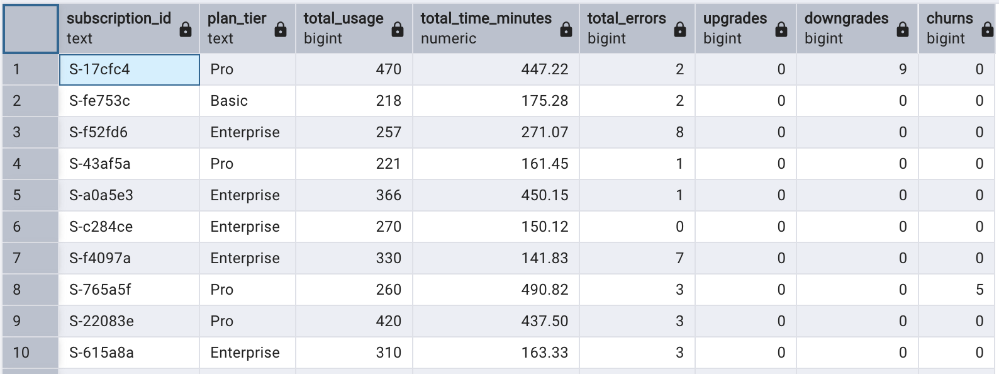 subscription_id plan_tier total_usage total_time_minutes total_errors upgrades downgrades churns
text text bigint numeric bigint bigint bigint bigint
1 S-17cfc4 Pro 470 447.22 2 0 9 0
2 S-fe753c Basic 218 175.28 2 0 0 0
3 S-f52fd6 Enterprise 257 271.07 8 0 0 0
4 S-43af5a Pro 221 161.45 1 0 0 0
5 S-a0a5e3 Enterprise 366 450.15 1 0 0 0
6 S-c284ce Enterprise 270 150.12 0 0 0 0
7 S-f4097a Enterprise 330 141.83 7 0 0 0
8 S-765a5f Pro 260 490.82 3 0 0 5
9 S-22083e Pro 420 437.50 3 0 0 0
10 S-615a8a Enterprise 310 163.33 3 0 0 0